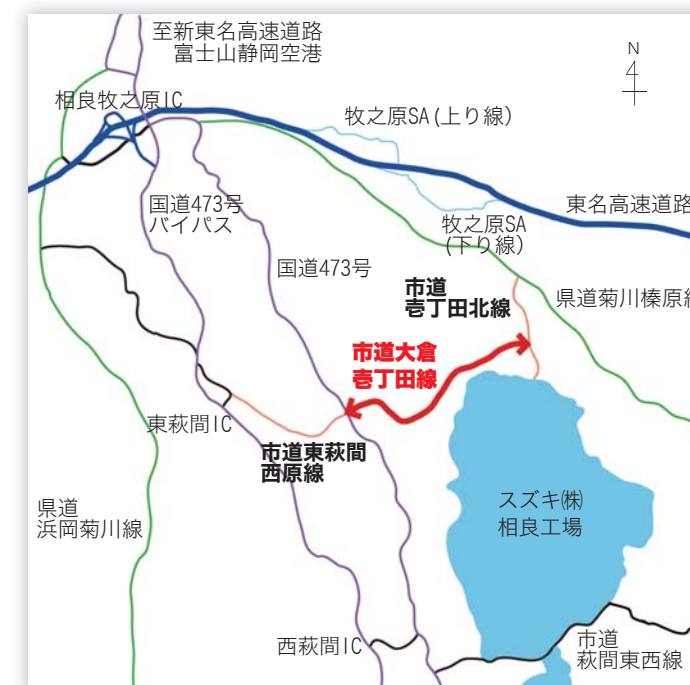 至新東名高速道路
富士山静岡空港
N
相良牧之原IC
牧之原SA(上り線)
東名高速道路
国道473号
バイパス
牧之原SA
(下り線)
国道473号
市道
壱丁田北線
県道菊川榛原
市道大倉
壱丁田線
東萩間IC
市道東萩間
西原線
スズキ㈱
相良工場
県道
浜岡菊川線
西萩間IC
市道
萩間東西線